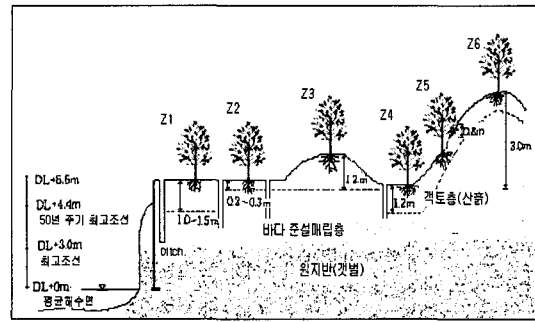 Z1
Z2
Z3
Z4
Z5
Z6
DL+5.5m
DL+4.4m
50년 주기 최고조선
DL+3.0m
최고조선
DL+0m
평균해수면
Ditch
1.0~1.5m
0.2~0.3m
1.2m
1.2m
0.8m
3.0m
객토층(산흙)
바다 준설매립층
원지반(갯벌)